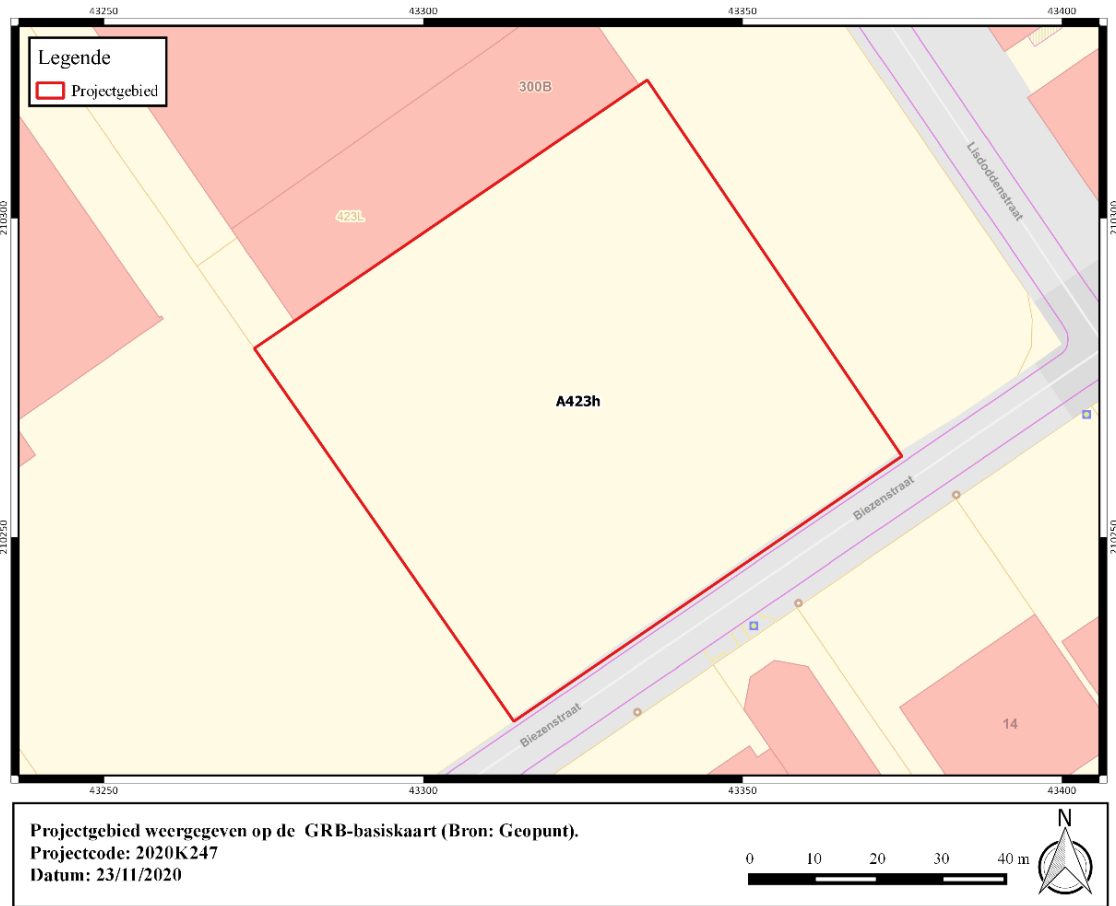 43250 43300 43350 43400
Legende
Projectgebied
300B
Lisdoddenstraat
210300 210300
423L
A423h
Biezenstraat
210250 210250
Biezenstraat
14
43250 43300 43350 43400
Projectgebied weergegeven op de GRB-basiskaart (Bron: Geopunt).
Projectcode: 2020K247
Datum: 23/11/2020
0 10 20 30 40 m
N